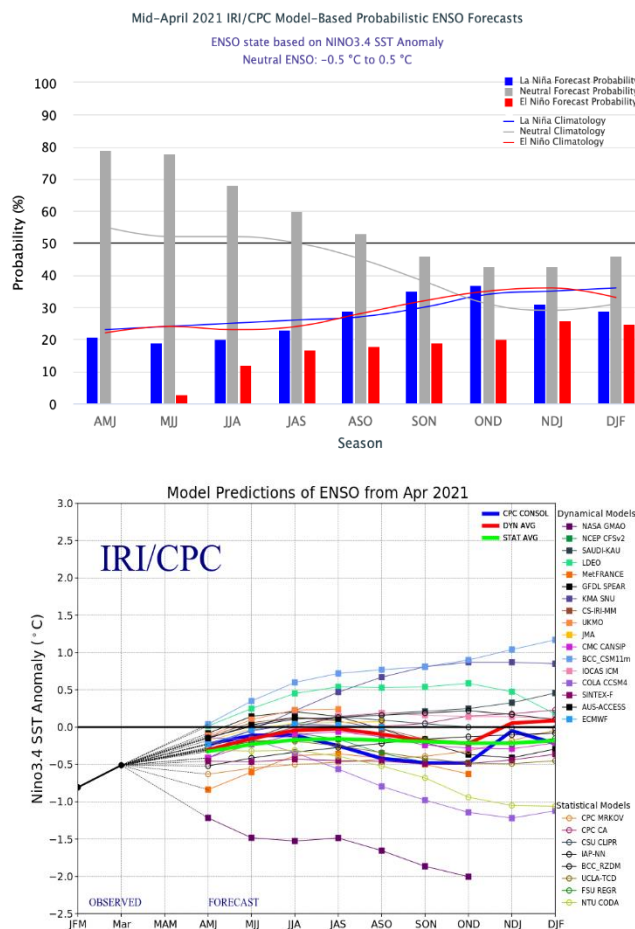 Mid-April 2021 IRI/CPC Model-Based Probabilistic ENSO Forecasts
ENSO state based on NINO3.4 SST Anomaly
Neutral ENSO: -0.5 °C to 0.5 °C
La Niña Forecast Probability
Neutral Forecast Probability
El Niño Forecast Probability
La Niña Climatology
Neutral Climatology
El Niño Climatology
Probability (%)
100
90
80
70
60
50
40
30
20
10
0
AMJ MJJ JJA JAS ASO SON OND NDJ DJF
Season
Model Predictions of ENSO from Apr 2021
IRI/CPC
CPC CONSOL
DYN AVG
STAT AVG
Nino3.4 SST Anomaly (°C)
3.0
2.5
2.0
1.5
1.0
0.5
0.0
−0.5
−1.0
−1.5
−2.0
−2.5
OBSERVED FORECAST
JFM Mar MAM AMJ MJJ JJA JAS ASO SON OND NDJ DJF
Dynamical Models
NASA GMAO
NCEP CFSv2
SAUDI-KAU
LDEO
MetFRANCE
GFDL SPEAR
KMA SNU
CS-IRI-MM
UKMO
JMA
CMC CANSIP
BCC_CSM11m
IOCAS ICM
COLA CCSM4
SINTEX-F
AUS-ACCESS
ECMWF
Statistical Models
CPC MRKOV
CPC CA
CSU CLIPR
IAP-NN
BCC_RZDM
UCLA-TCD
FSU REGR
NTU CODA